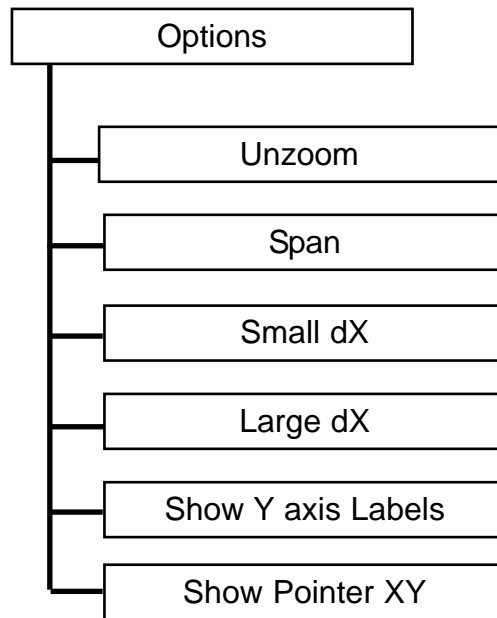 Options
Unzoom
Span
Small dX
Large dX
Show Y axis Labels
Show Pointer XY